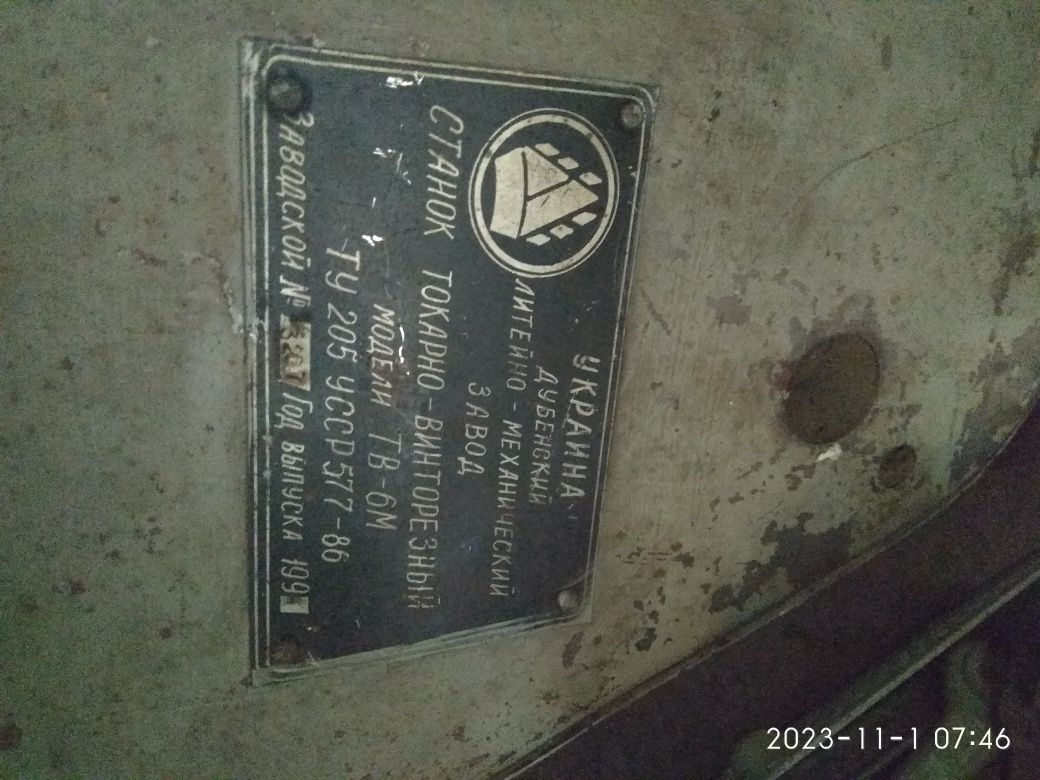 УКРАИНА
ДУБЕНСКИЙ
ЛИТЕЙНО-МЕХАНИЧЕСКИЙ
ЗАВОД
СТАНОК ТОКАРНО-ВИНТОРЕЗНЫЙ
МОДЕЛИ ТВ-6М
ТУ 205 УССР 577-86
ЗАВОДСКОЙ № ГОД ВЫПУСКА
2023-11-1 07:46